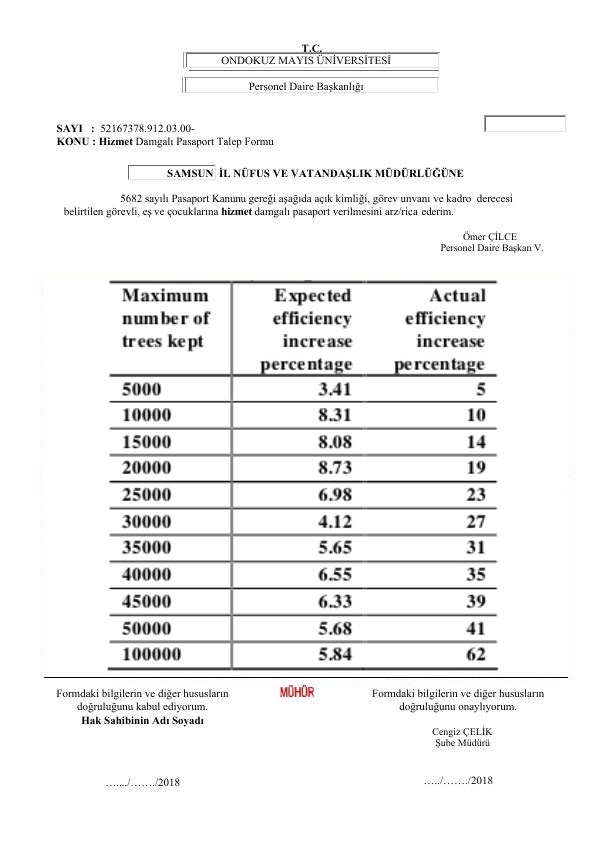 T.C.
ONDOKUZ MAYIS ÜNİVERSİTESİ
Personel Daire Başkanlığı
SAYI : 52167378.912.03.00-
KONU : Hizmet Damgalı Pasaport Talep Formu
SAMSUN İL NÜFUS VE VATANDAŞLIK MÜDÜRLÜĞÜNE
5682 sayılı Pasaport Kanunu gereği aşağıda açık kimliği, görev unvanı ve kadro derecesi
belirtilen görevli, eş ve çocuklarına hizmet damgalı pasaport verilmesini arz/rica ederim.
Ömer ÇİLCE
Personel Daire Başkan V.
Maximum Expected Actual
number of efficiency efficiency
trees kept increase increase
percentage percentage
5000 3.41 5
10000 8.31 10
15000 8.08 14
20000 8.73 19
25000 6.98 23
30000 4.12 27
35000 5.65 31
40000 6.55 35
45000 6.33 39
50000 5.68 41
100000 5.84 62
Formdaki bilgilerin ve diğer hususların MÜHÜR Formdaki bilgilerin ve diğer hususların
doğruluğunu kabul ediyorum. doğruluğunu onaylıyorum.
Hak Sahibinin Adı Soyadı
Cengiz ÇELİK
Şube Müdürü
……./……./2018 …../……./2018